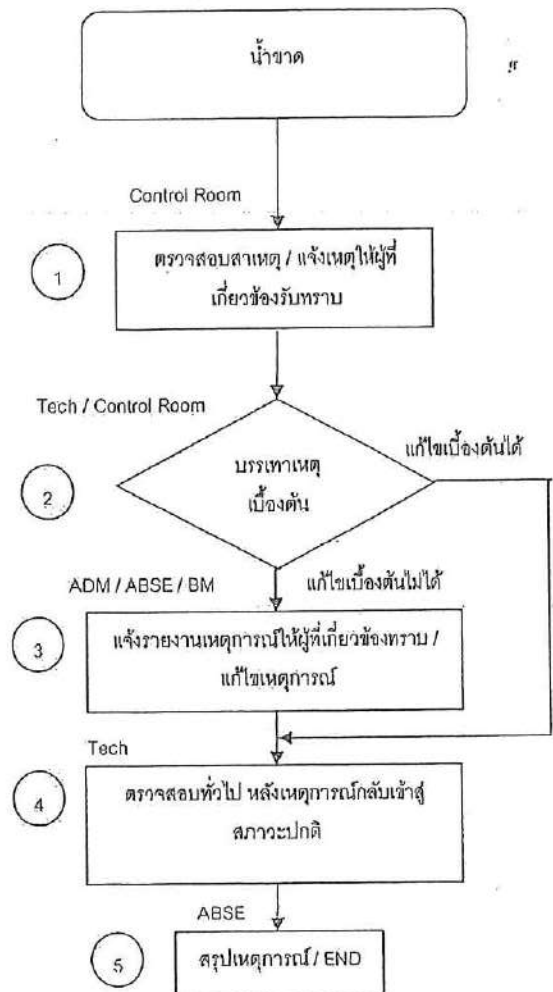 น้ำขาด
Control Room
1
ตรวจสอบสาเหตุ / แจ้งเหตุให้ผู้ที่
เกี่ยวข้องรับทราบ
Tech / Control Room
2
บรรเทาเหตุ
เบื้องต้น
แก้ไขเบื้องต้นได้
ADM / ABSE / BM
แก้ไขเบื้องต้นไม่ได้
3
แจ้งรายงานเหตุการณ์ให้ผู้ที่เกี่ยวข้องทราบ /
แก้ไขเหตุการณ์
Tech
4
ตรวจสอบทั่วไป หลังเหตุการณ์กลับเข้าสู่
สภาวะปกติ
ABSE
5
สรุปเหตุการณ์ / END